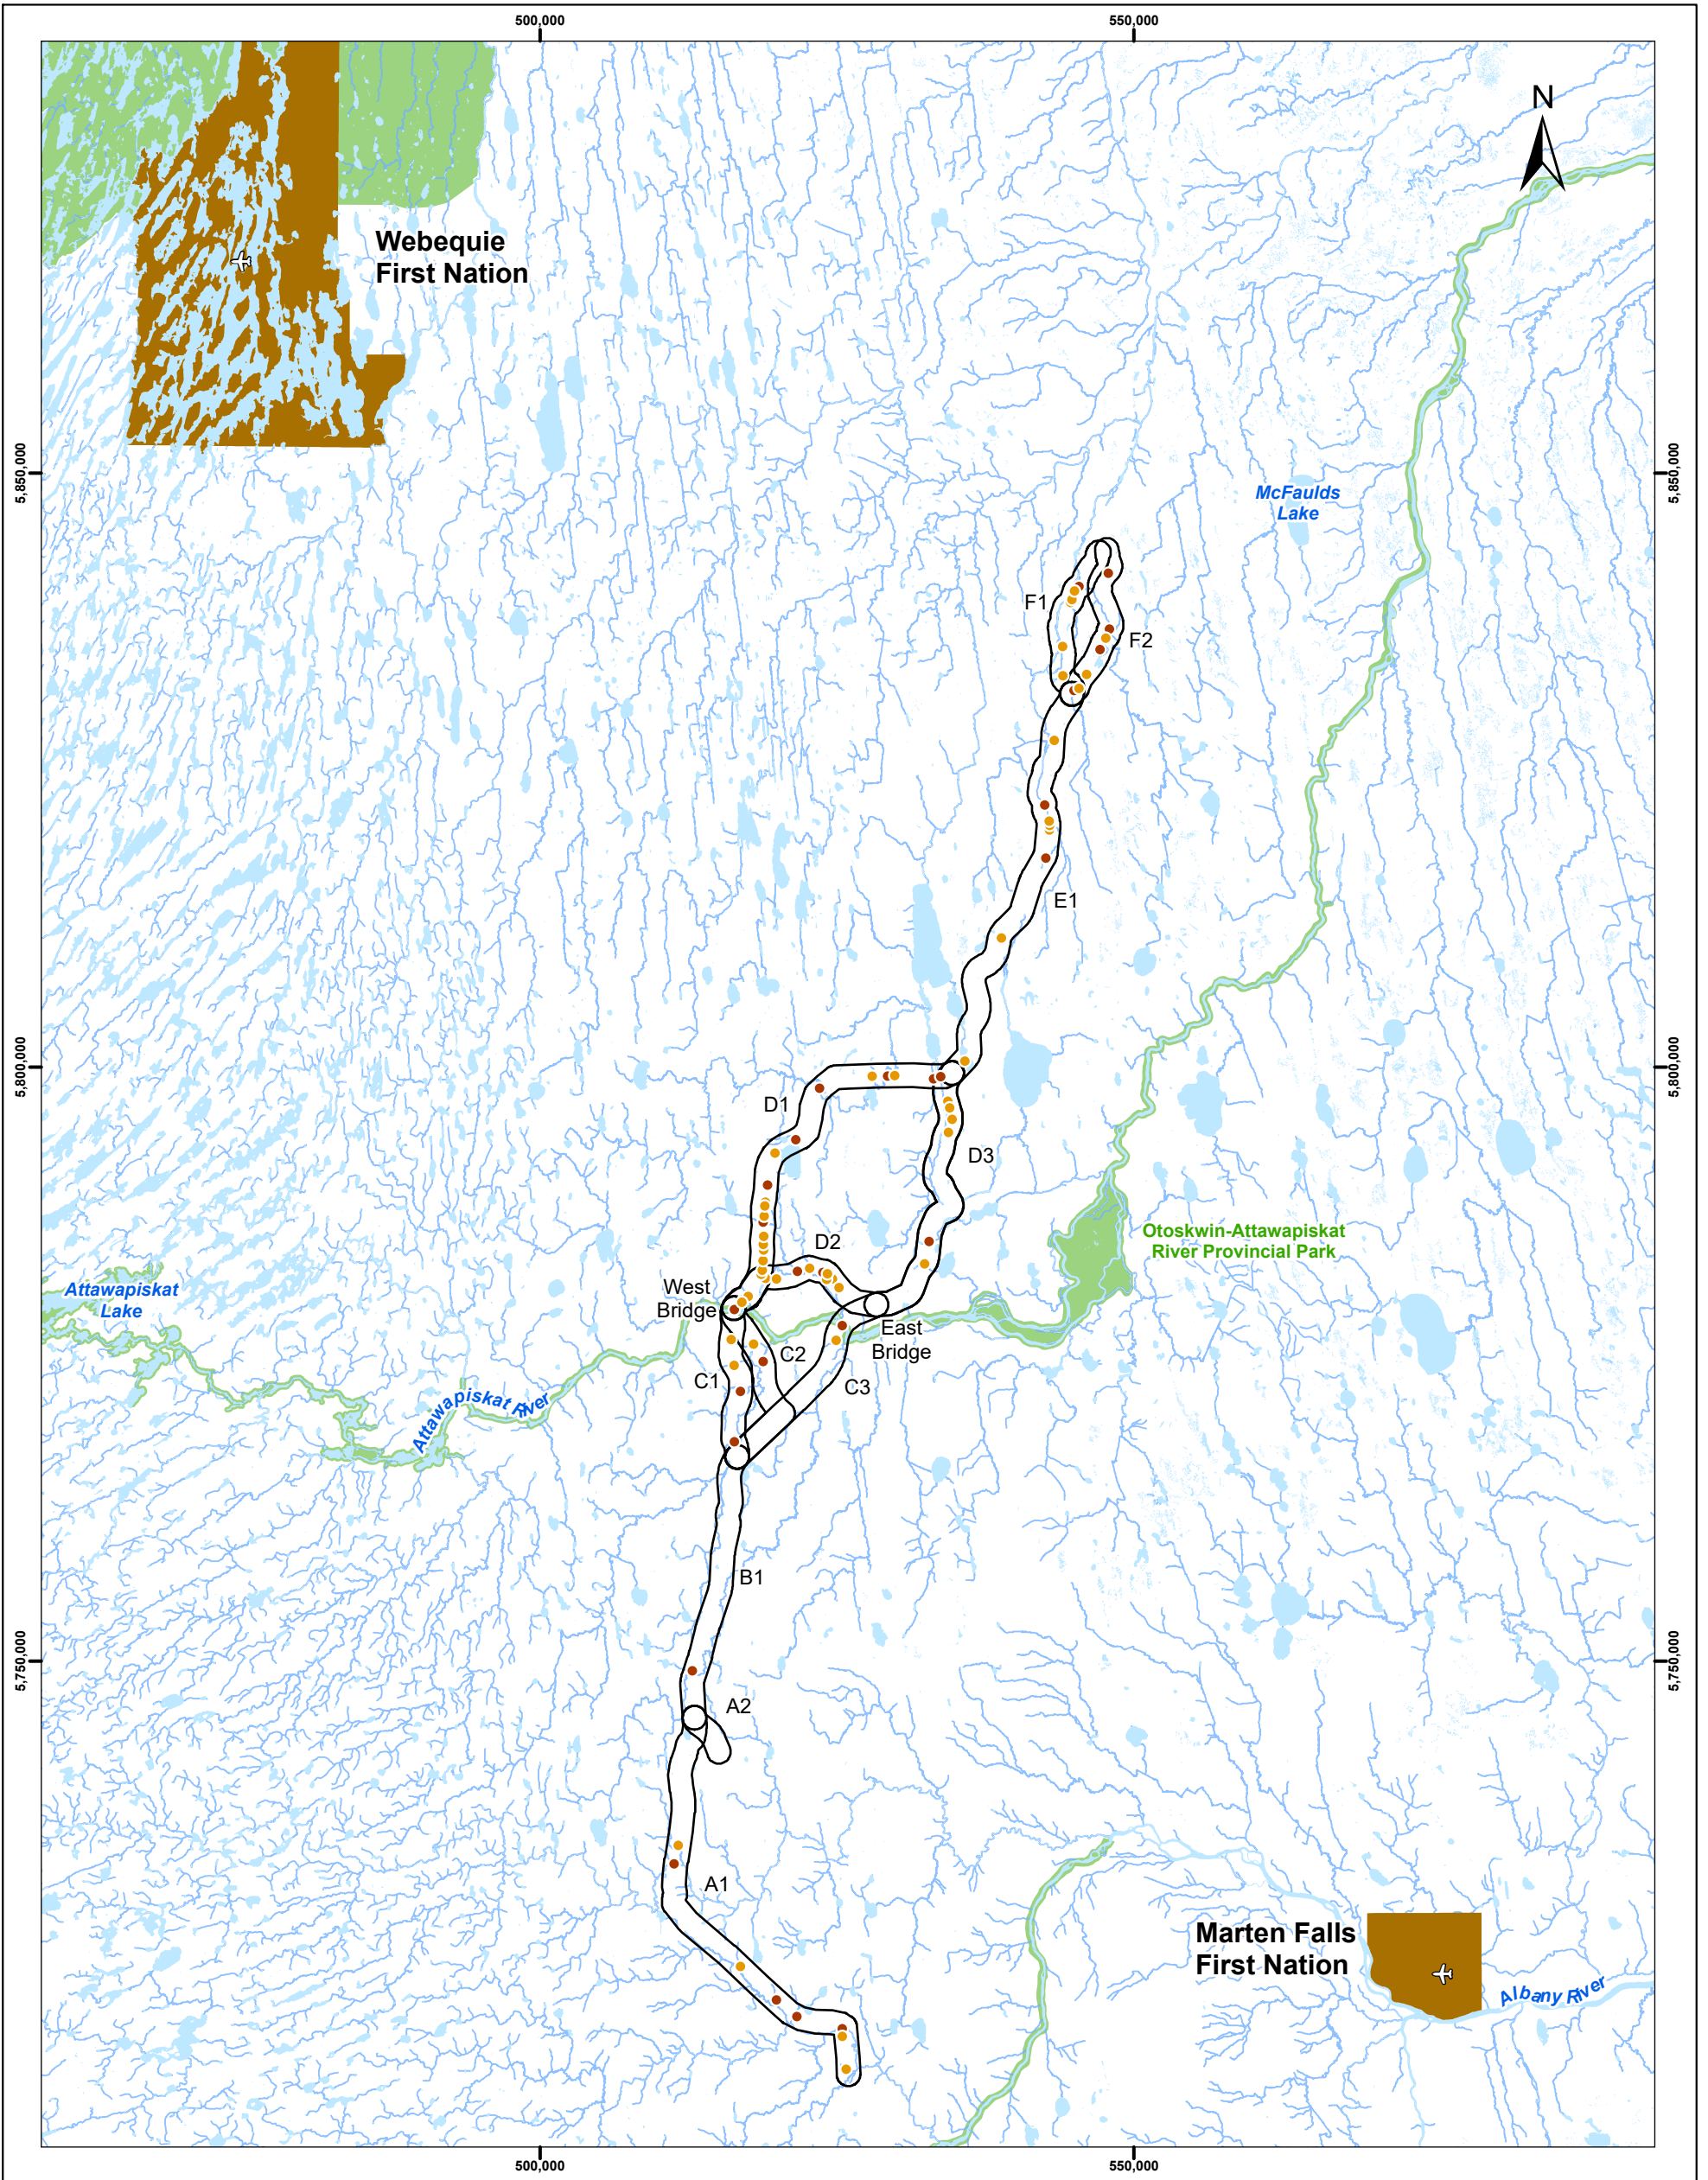 500,000
550,000
N
Webequie
First Nation
5,850,000
5,850,000
McFaulds
Lake
F1
F2
E1
5,800,000
5,800,000
D1
D3
Otoskwin-Attawapiskat
River Provincial Park
D2
Attawapiskat
Lake
West
Bridge
East
Bridge
C2
C1
C3
Attawapiskat River
B1
5,750,000
5,750,000
A2
A1
Marten Falls
First Nation
Albany River
500,000
550,000